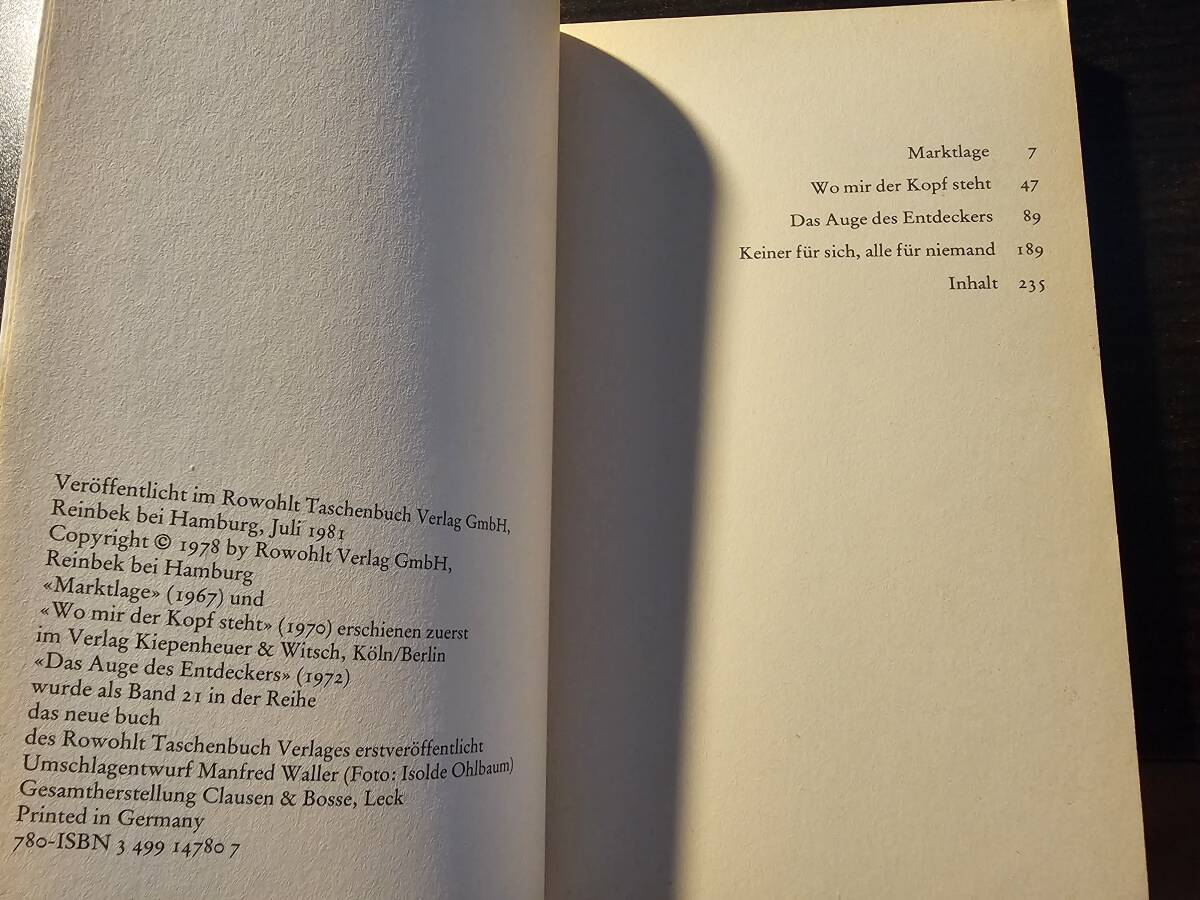 Veröffentlicht im Rowohlt Taschenbuch Verlag GmbH,
Reinbek bei Hamburg, Juli 1981
Copyright © 1978 by Rowohlt Verlag GmbH,
Reinbek bei Hamburg
«Marktlage» (1967) und
«Wo mir der Kopf steht» (1970) erschienen zuerst
im Verlag Kiepenheuer & Witsch, Köln/Berlin
«Das Auge des Entdeckers» (1972)
wurde als Band 21 in der Reihe
das neue buch
des Rowohlt Taschenbuch Verlages erstveröffentlicht
Umschlagentwurf Manfred Waller (Foto: Isolde Ohlbaum)
Gesamtherstellung Clausen & Bosse, Leck
Printed in Germany
780-ISBN 3 499 14780 7
Marktlage 7
Wo mir der Kopf steht 47
Das Auge des Entdeckers 89
Keiner für sich, alle für niemand 189
Inhalt 235